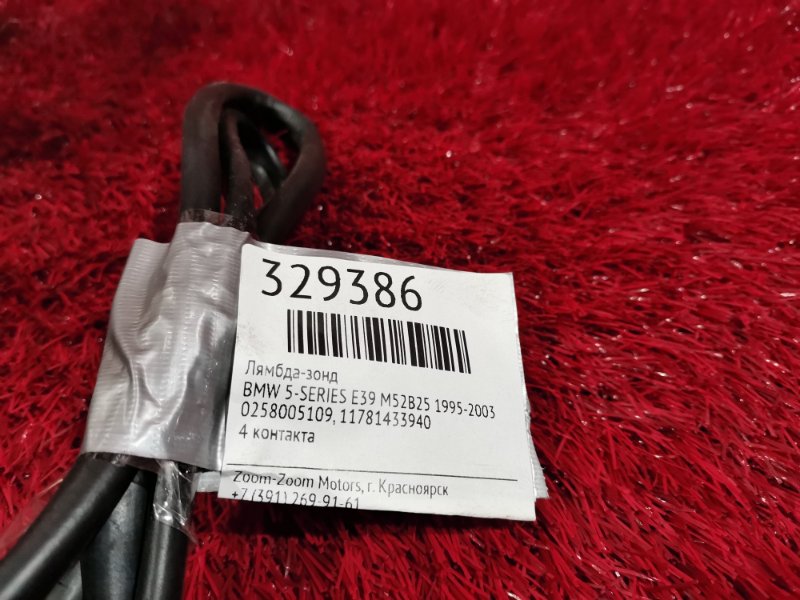 329386
Лямбда-зонд
BMW 5-SERIES E39 M52B25 1995-2003
0258005109, 11781433940
4 контакта
Zoom-Zoom Motors, г. Красноярск
+7 (391) 269-91-61